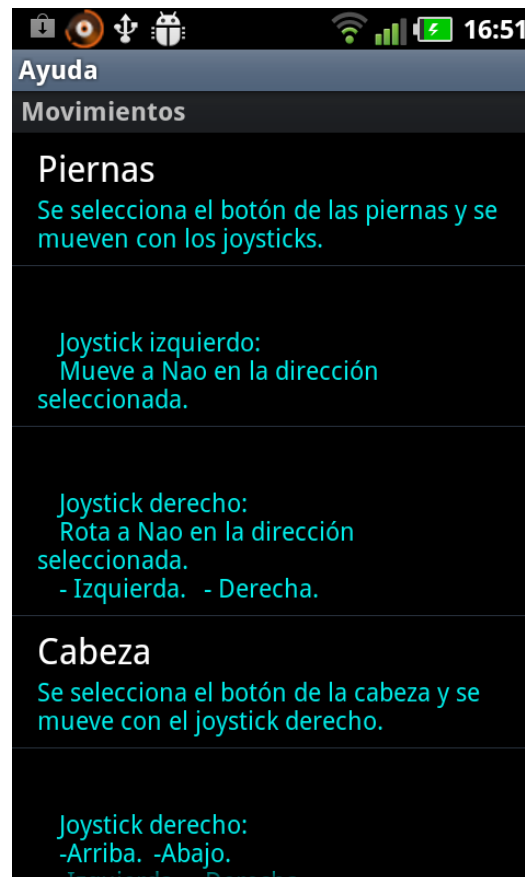 16:51
Ayuda
Movimientos
Piernas
Se selecciona el botón de las piernas y se
mueven con los joysticks.
Joystick izquierdo:
Mueve a Nao en la dirección
seleccionada.
Joystick derecho:
Rota a Nao en la dirección
seleccionada.
- Izquierda.   - Derecha.
Cabeza
Se selecciona el botón de la cabeza y se
mueve con el joystick derecho.
Joystick derecho:
-Arriba.  -Abajo.